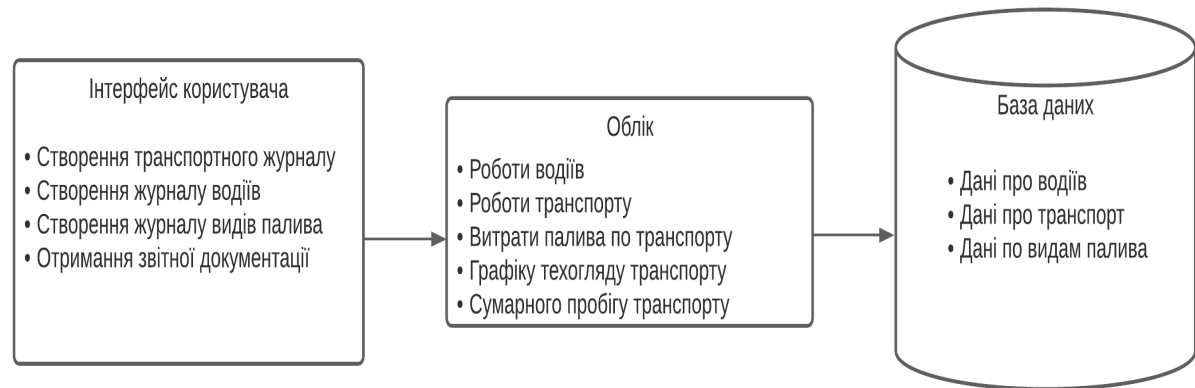 Інтерфейс користувача
• Створення транспортного журналу
• Створення журналу водіїв
• Створення журналу видів палива
• Отримання звітної документації
Облік
• Роботи водіїв
• Роботи транспорту
• Витрати палива по транспорту
• Графіку техогляду транспорту
• Сумарного пробігу транспорту
База даних
• Дані про водіїв
• Дані про транспорт
• Дані по видам палива